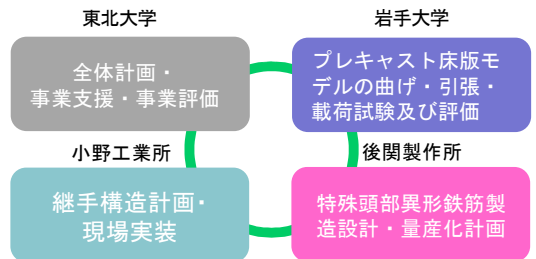 東北大学
全体計画・
事業支援・事業評価
岩手大学
プレキャスト床版モ
デルの曲げ・引張・
載荷試験及び評価
小野工業所
継手構造計画・
現場実装
後関製作所
特殊頭部異形鉄筋製
造設計・量産化計画